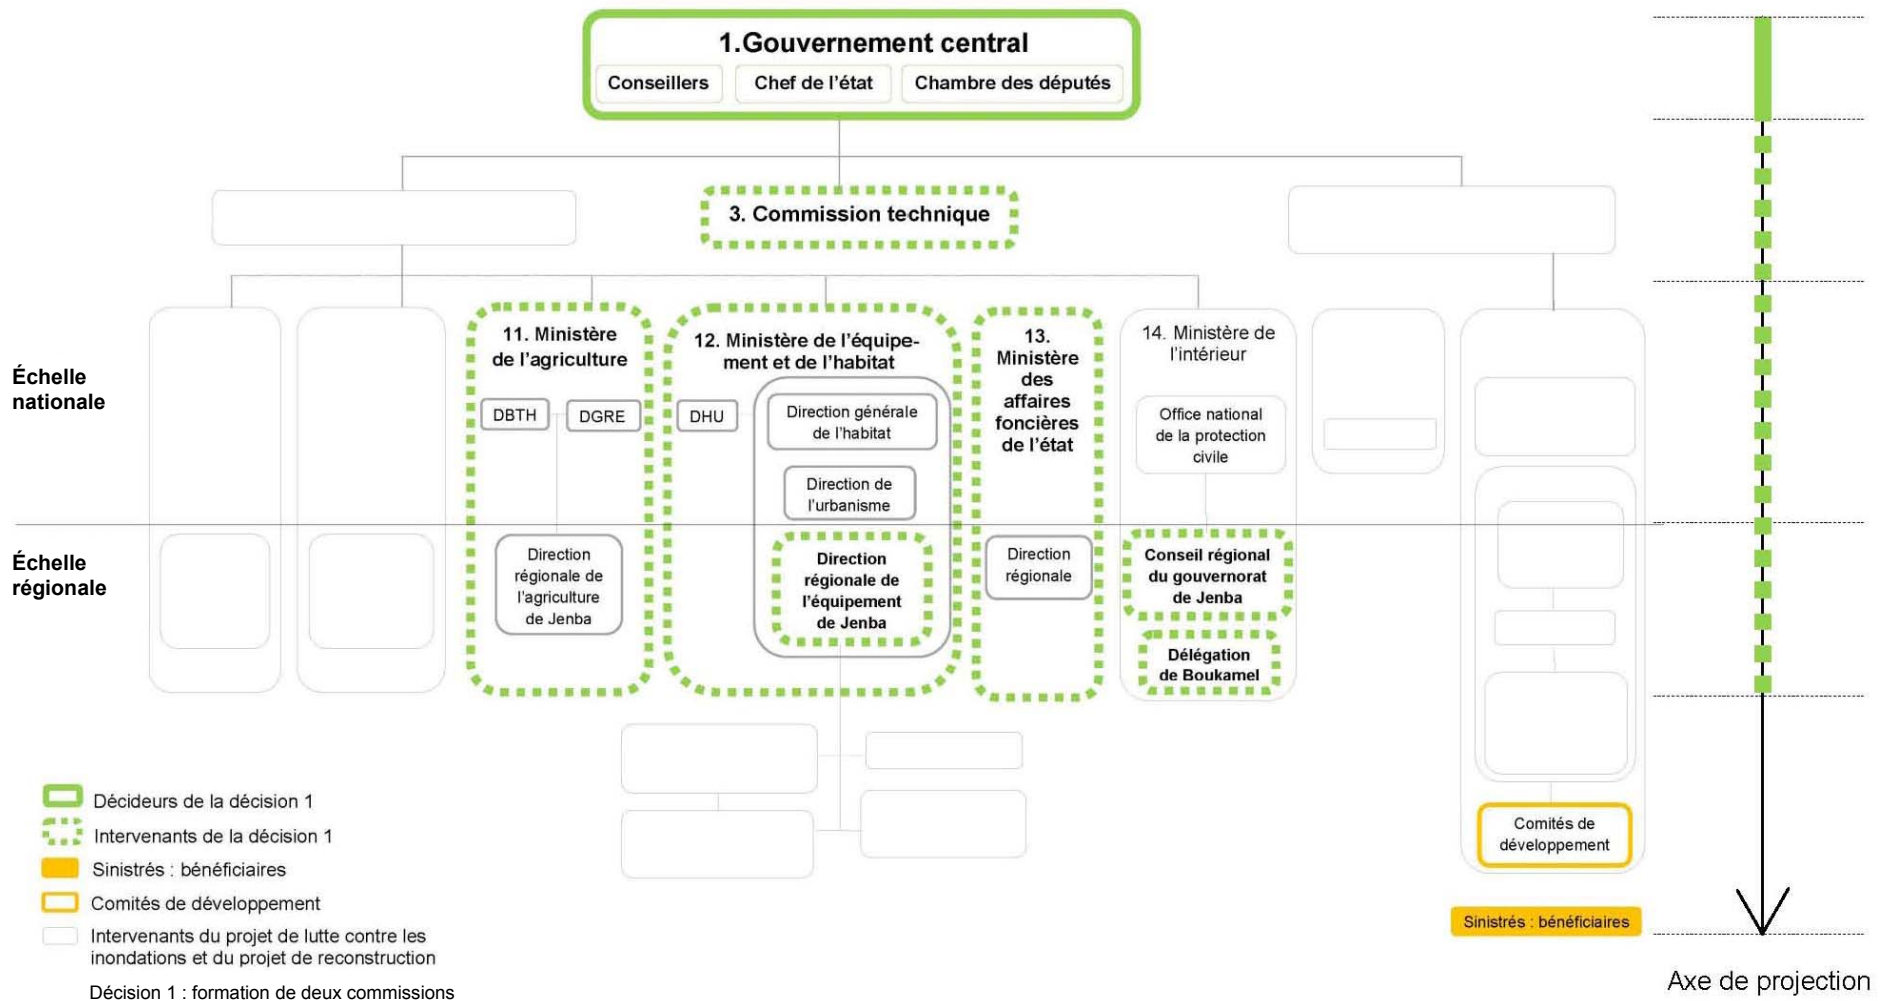 1.Gouvernement central
Conseillers
Chef de l'état
Chambre des députés
3. Commission technique
11. Ministère
de l'agriculture
DBTH
DGRE
Direction
régionale de
l'agriculture
de Jenba
12. Ministère de l'équipe-
ment et de l'habitat
DHU
Direction générale
de l'habitat
Direction de
l'urbanisme
Direction
régionale de
l'équipement
de Jenba
13.
Ministère
des
affaires
foncières
de l'état
Direction
régionale
14. Ministère de
l'intérieur
Office national
de la protection
civile
Conseil régional
du gouvernorat
de Jenba
Délégation
de Boukamel
Échelle
nationale
Échelle
régionale
Comités de
développement
Sinistrés : bénéficiaires
Axe de projection
Décideurs de la décision 1
Intervenants de la décision 1
Sinistrés : bénéficiaires
Comités de développement
Intervenants du projet de lutte contre les
inondations et du projet de reconstruction
Décision 1 : formation de deux commissions